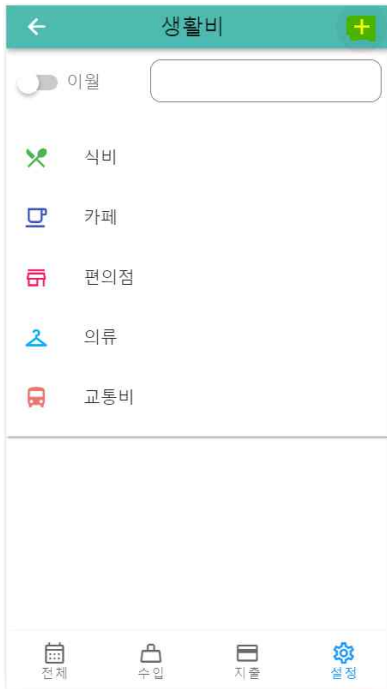 생활비
이월
식비
카페
편의점
의류
교통비
전체 수입 지출 설정